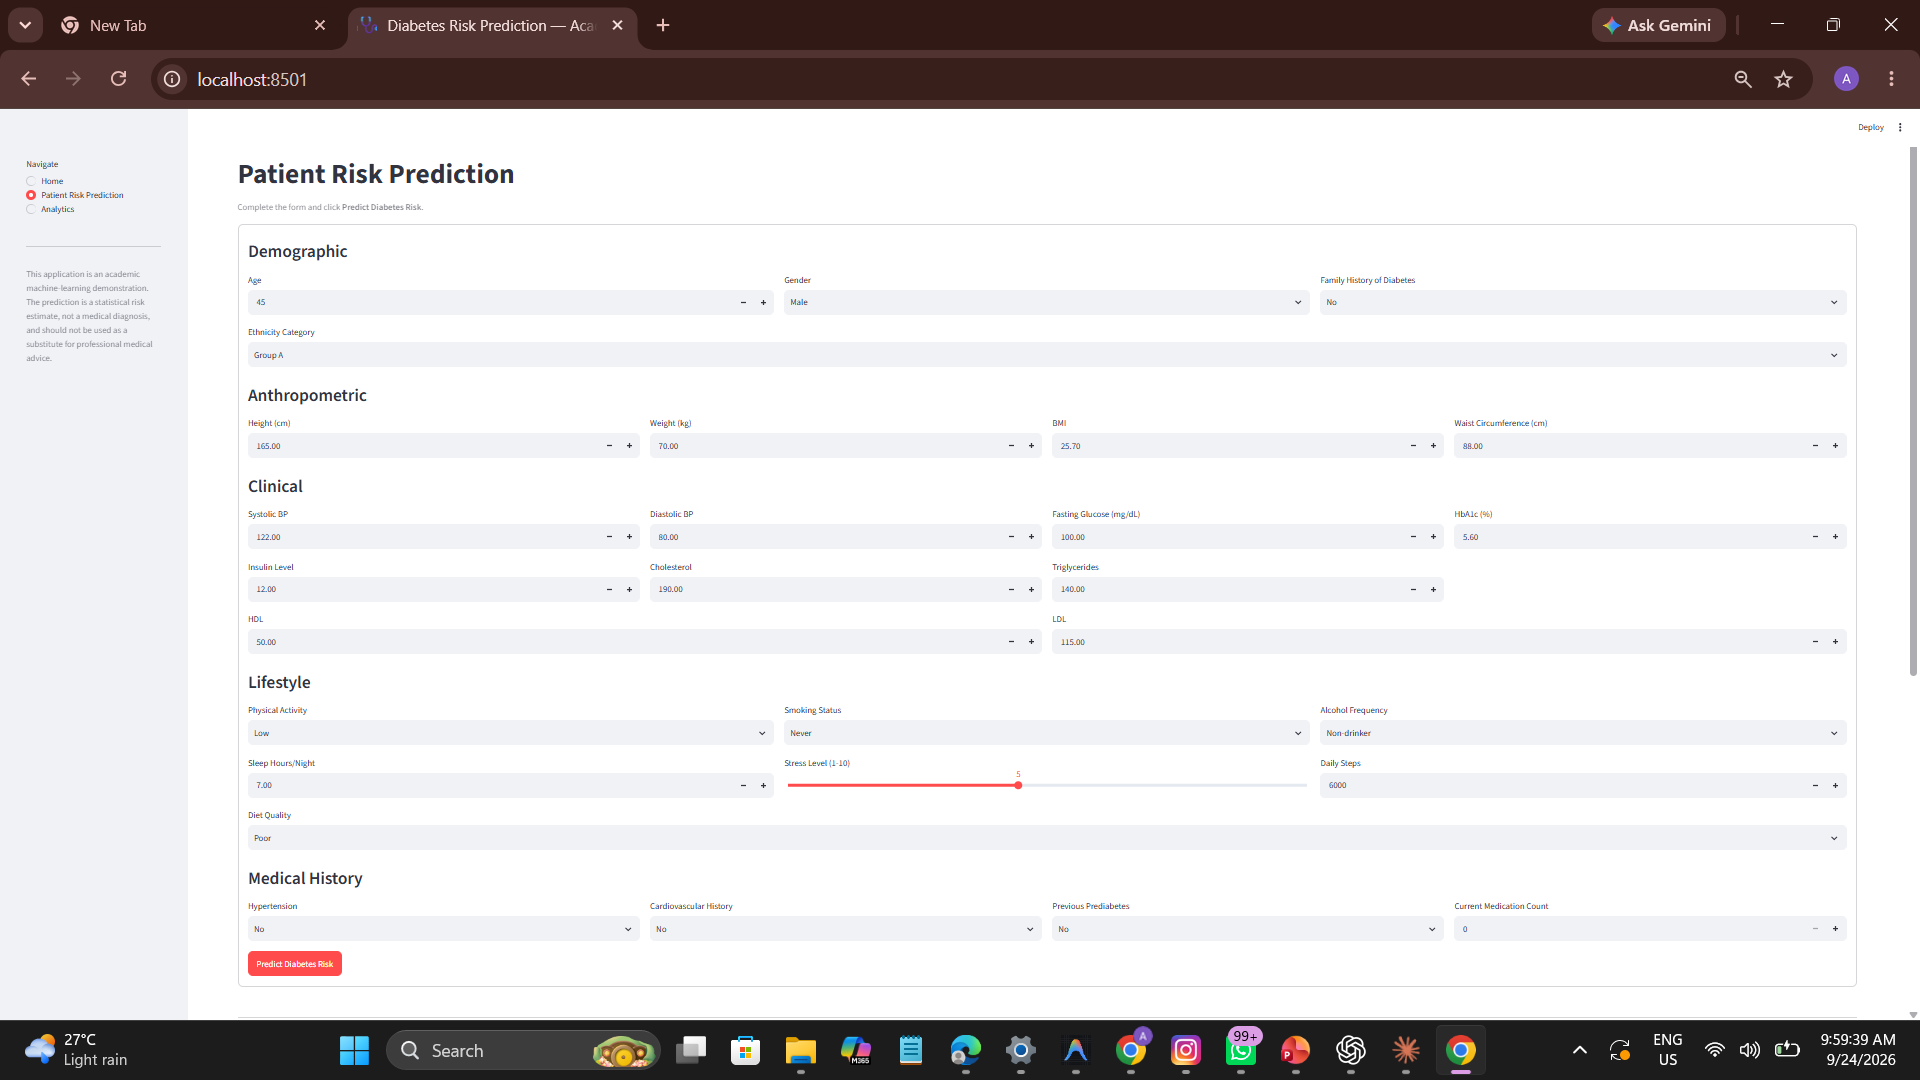 New Tab
Diabetes Risk Prediction — Aca
Ask Gemini
localhost:8501
A
Deploy
Navigate
Home
Patient Risk Prediction
Analytics
This application is an academic
machine-learning demonstration.
The prediction is a statistical risk
estimate, not a medical diagnosis,
and should not be used as a
substitute for professional medical
advice.
Patient Risk Prediction
Complete the form and click Predict Diabetes Risk.
Demographic
Age Gender Family History of Diabetes
45 Male No
Ethnicity Category
Group A
Anthropometric
Height (cm) Weight (kg) BMI Waist Circumference (cm)
165.00 70.00 25.70 88.00
Clinical
Systolic BP Diastolic BP Fasting Glucose (mg/dL) HbA1c (%)
122.00 80.00 100.00 5.60
Insulin Level Cholesterol Triglycerides
12.00 190.00 140.00
HDL LDL
50.00 115.00
Lifestyle
Physical Activity Smoking Status Alcohol Frequency
Low Never Non-drinker
Sleep Hours/Night Stress Level (1-10) Daily Steps
7.00 5 6000
Diet Quality
Poor
Medical History
Hypertension Cardiovascular History Previous Prediabetes Current Medication Count
No No No 0
Predict Diabetes Risk
27°C
Light rain
Search
M365
A
99+
P
ENG
US
9:59:39 AM
9/24/2026